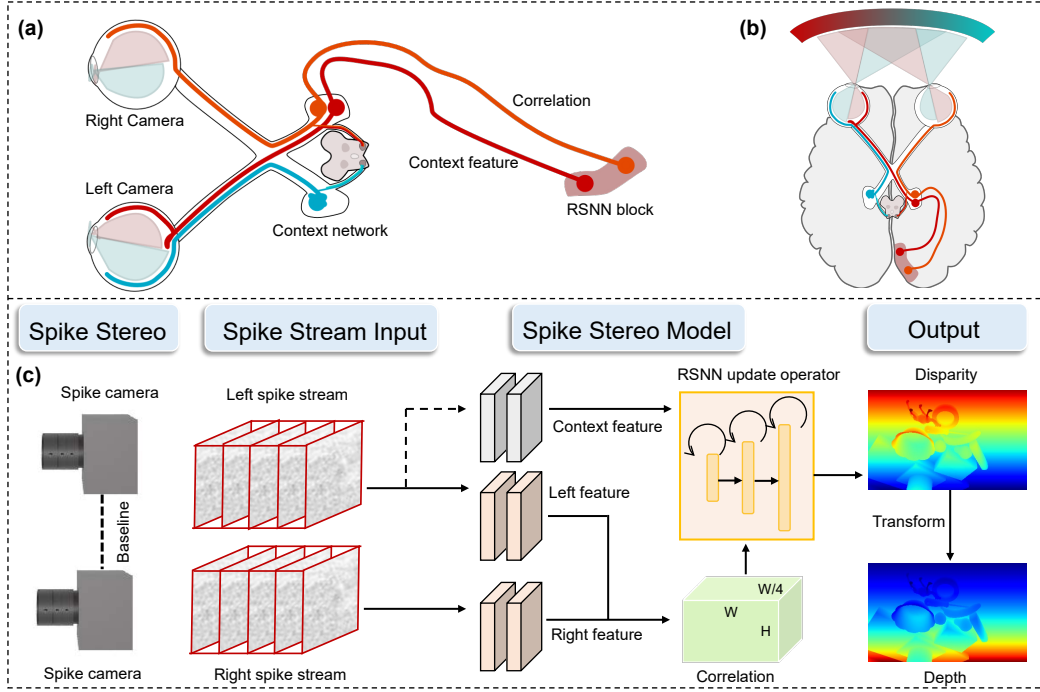 (a)
Right Camera
Left Camera
Correlation
Context feature
RSNN block
Context network
(b)
Spike Stereo
Spike Stream Input
Spike Stereo Model
Output
(c)
Spike camera
Baseline
Spike camera
Left spike stream
Right spike stream
Context feature
Left feature
Right feature
RSNN update operator
W/4
W
H
Correlation
Disparity
Transform
Depth